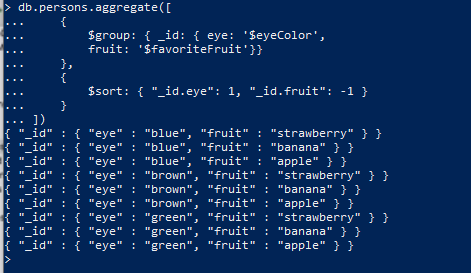 > db.persons.aggregate([
... {
... $group: { _id: { eye: '$eyeColor',
... fruit: '$favoriteFruit'}}
... },
... {
... $sort: { "_id.eye": 1, "_id.fruit": -1 }
... }
... ])
{ "_id" : { "eye" : "blue", "fruit" : "strawberry" } }
{ "_id" : { "eye" : "blue", "fruit" : "banana" } }
{ "_id" : { "eye" : "blue", "fruit" : "apple" } }
{ "_id" : { "eye" : "brown", "fruit" : "strawberry" } }
{ "_id" : { "eye" : "brown", "fruit" : "banana" } }
{ "_id" : { "eye" : "brown", "fruit" : "apple" } }
{ "_id" : { "eye" : "green", "fruit" : "strawberry" } }
{ "_id" : { "eye" : "green", "fruit" : "banana" } }
{ "_id" : { "eye" : "green", "fruit" : "apple" } }
>